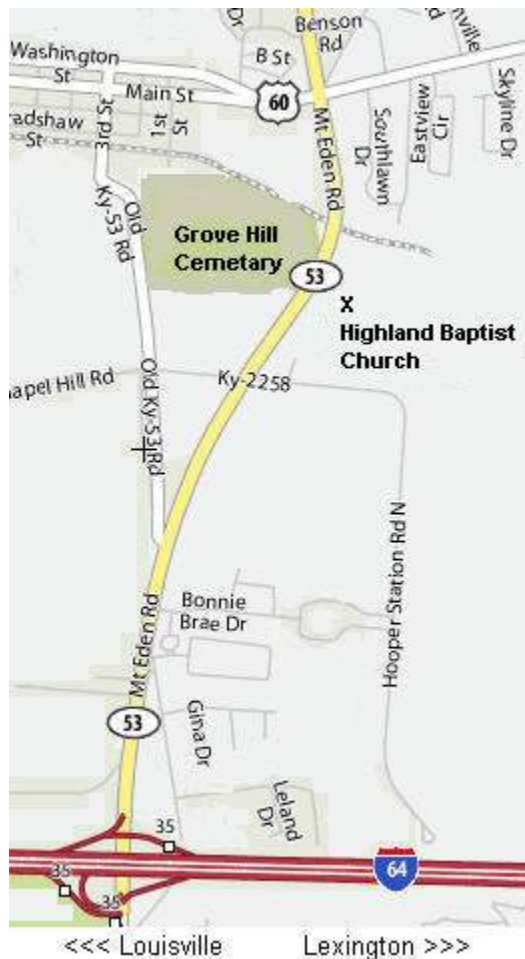 Dr
Benson
Rd
nville
Rd
Washington
St
B St
Skyline Dr
Main St
60
Eastview
Cir
Southlawn
Dr
radshaw
St
3rd St
1st
St
Mt Eden Rd
Old
Ky-53 Rd
Grove Hill
Cemetary
53
X
Highland Baptist
Church
Ky-2258
apel Hill Rd
Old Ky-53 Rd
Hooper Station Rd N
Bonnie
Brae Dr
Mt Eden Rd
53
Gina Dr
Leland
Dr
35
35
64
35
<<< Louisville
Lexington >>>